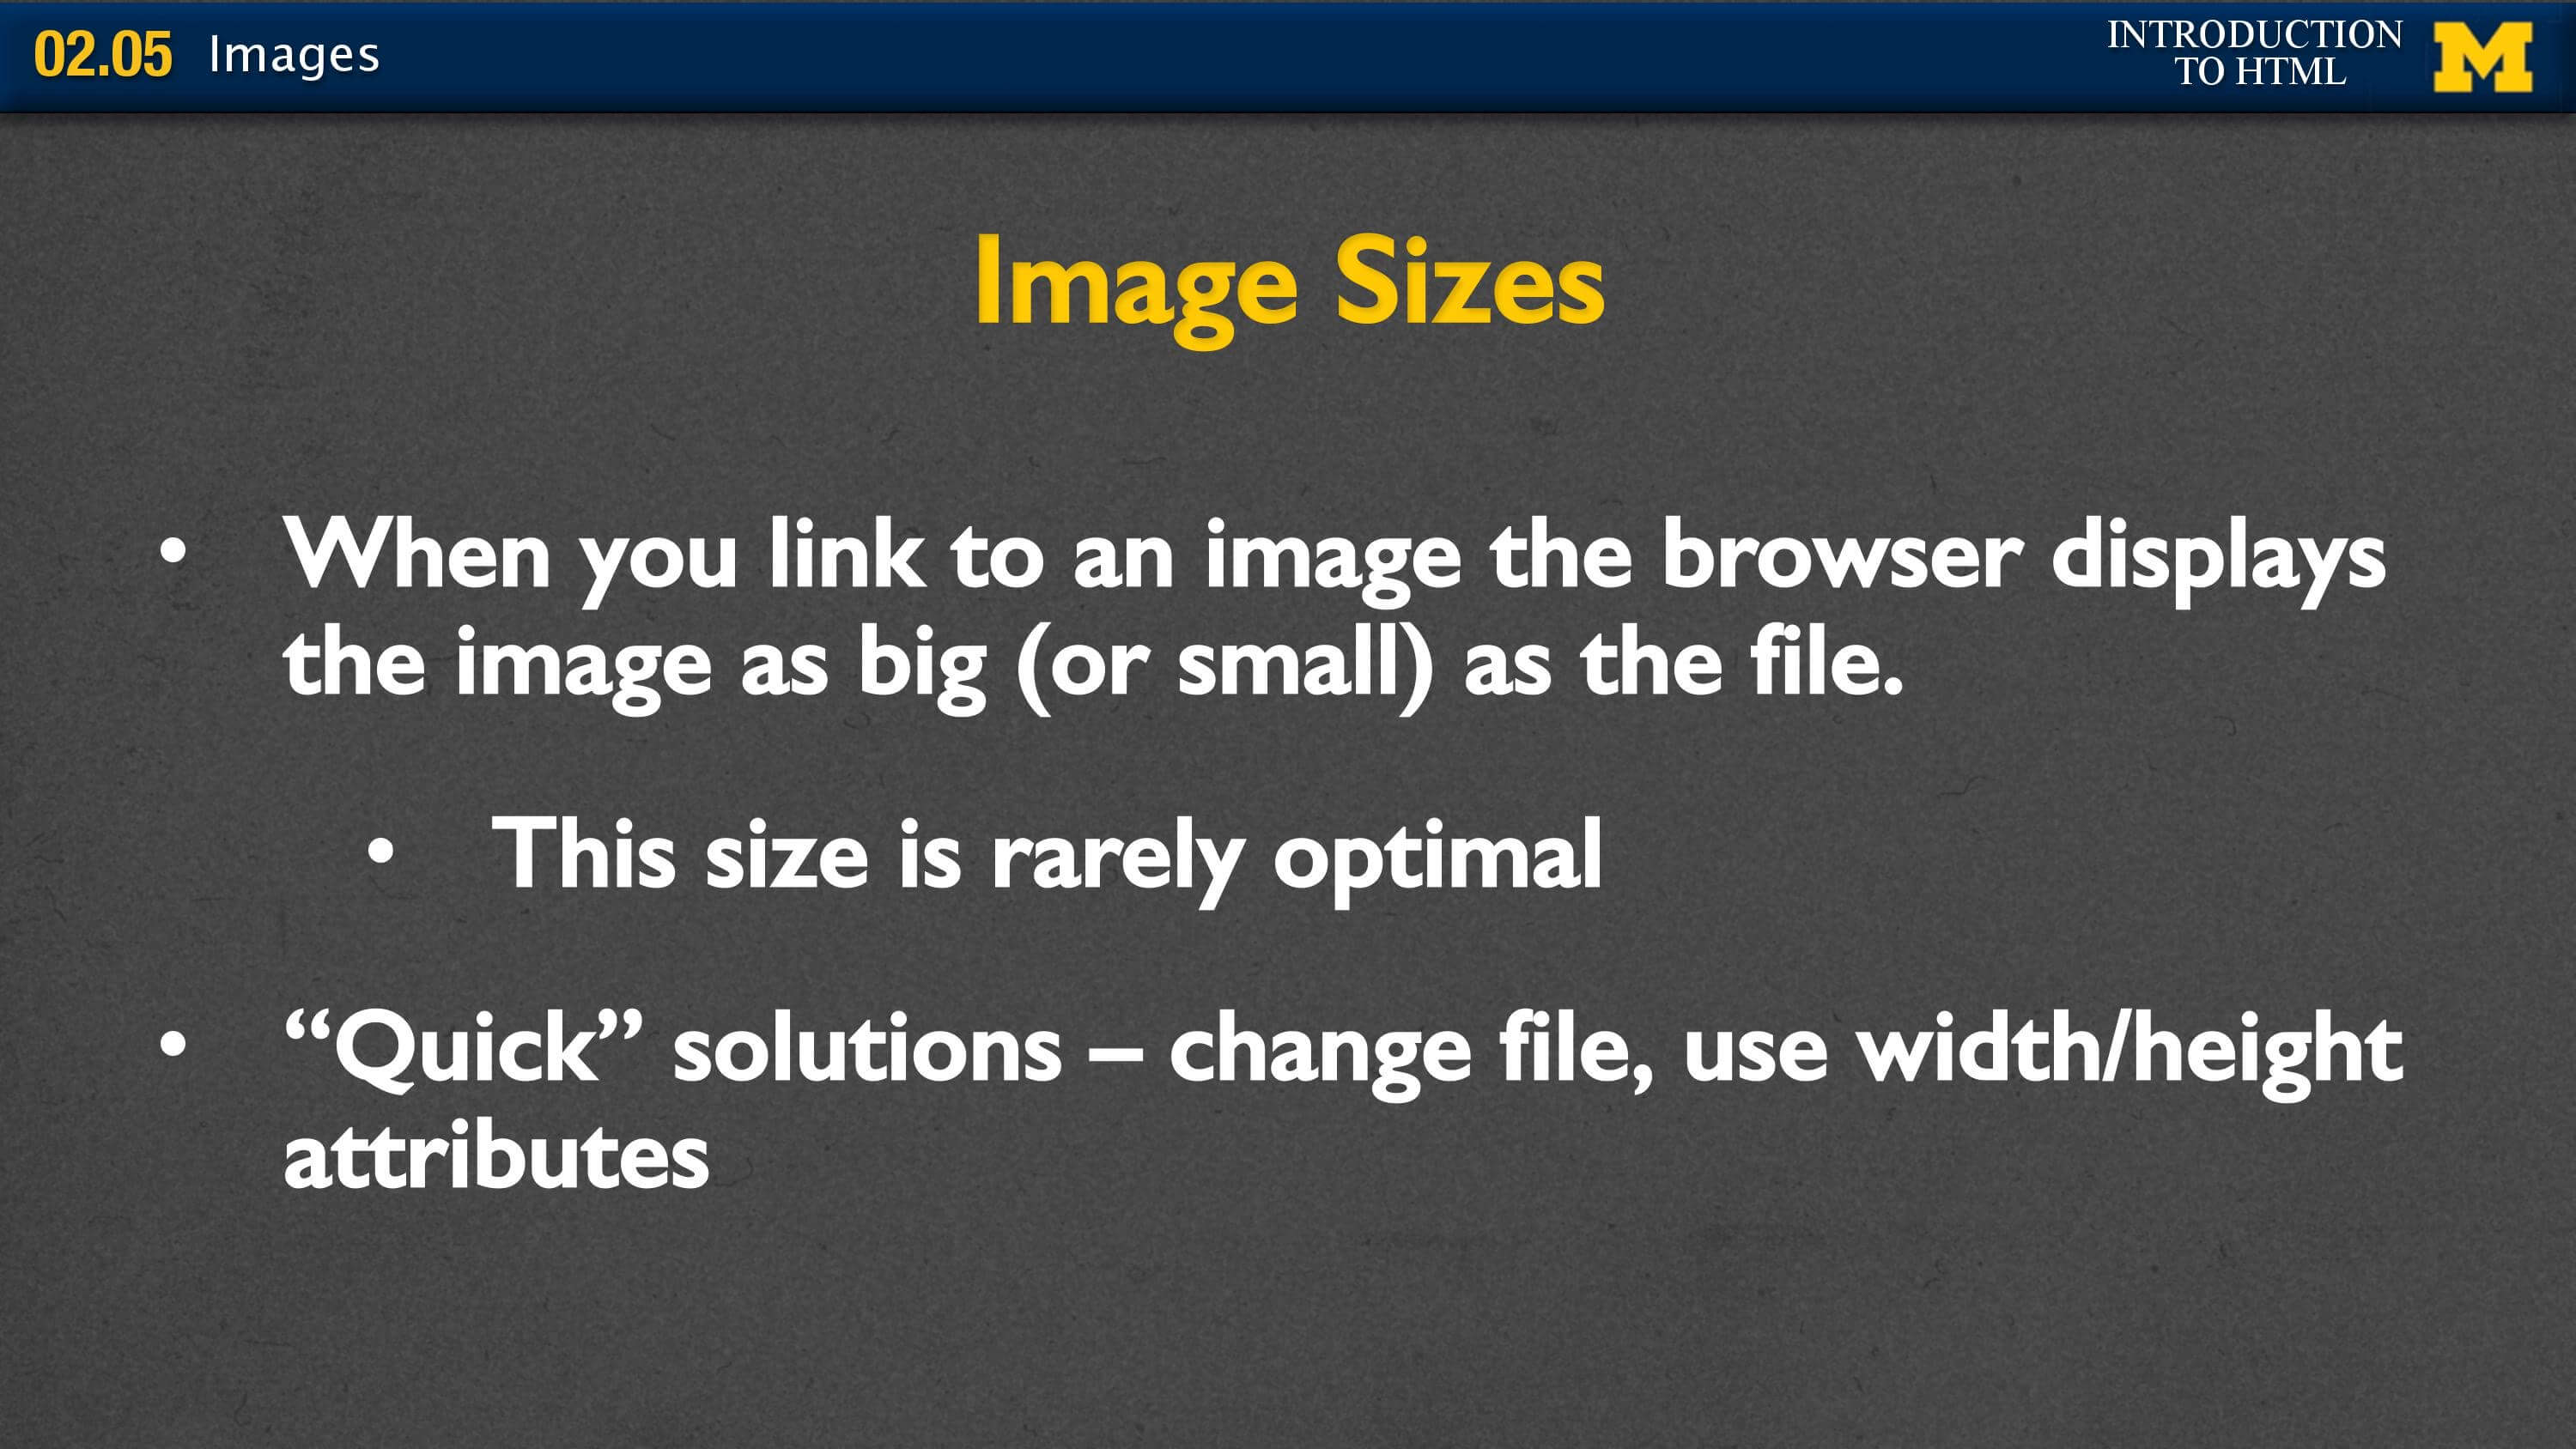 02.05 Images
INTRODUCTION
TO HTML
M
Image Sizes
• When you link to an image the browser displays
the image as big (or small) as the file.
• This size is rarely optimal
• “Quick” solutions – change file, use width/height
attributes